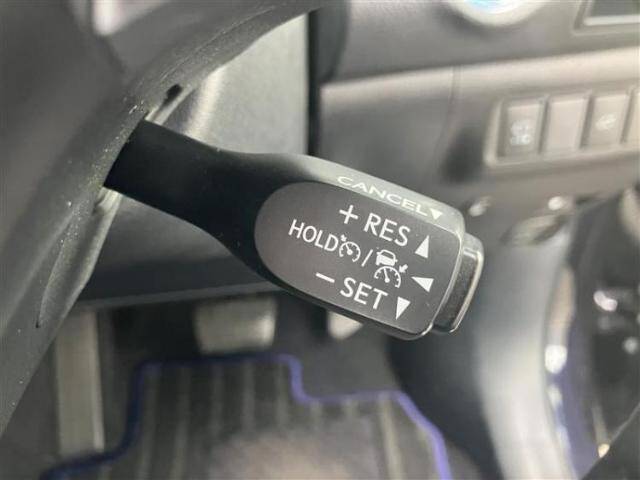 CANCEL▼
+ RES ▲
HOLD /
− SET ▼